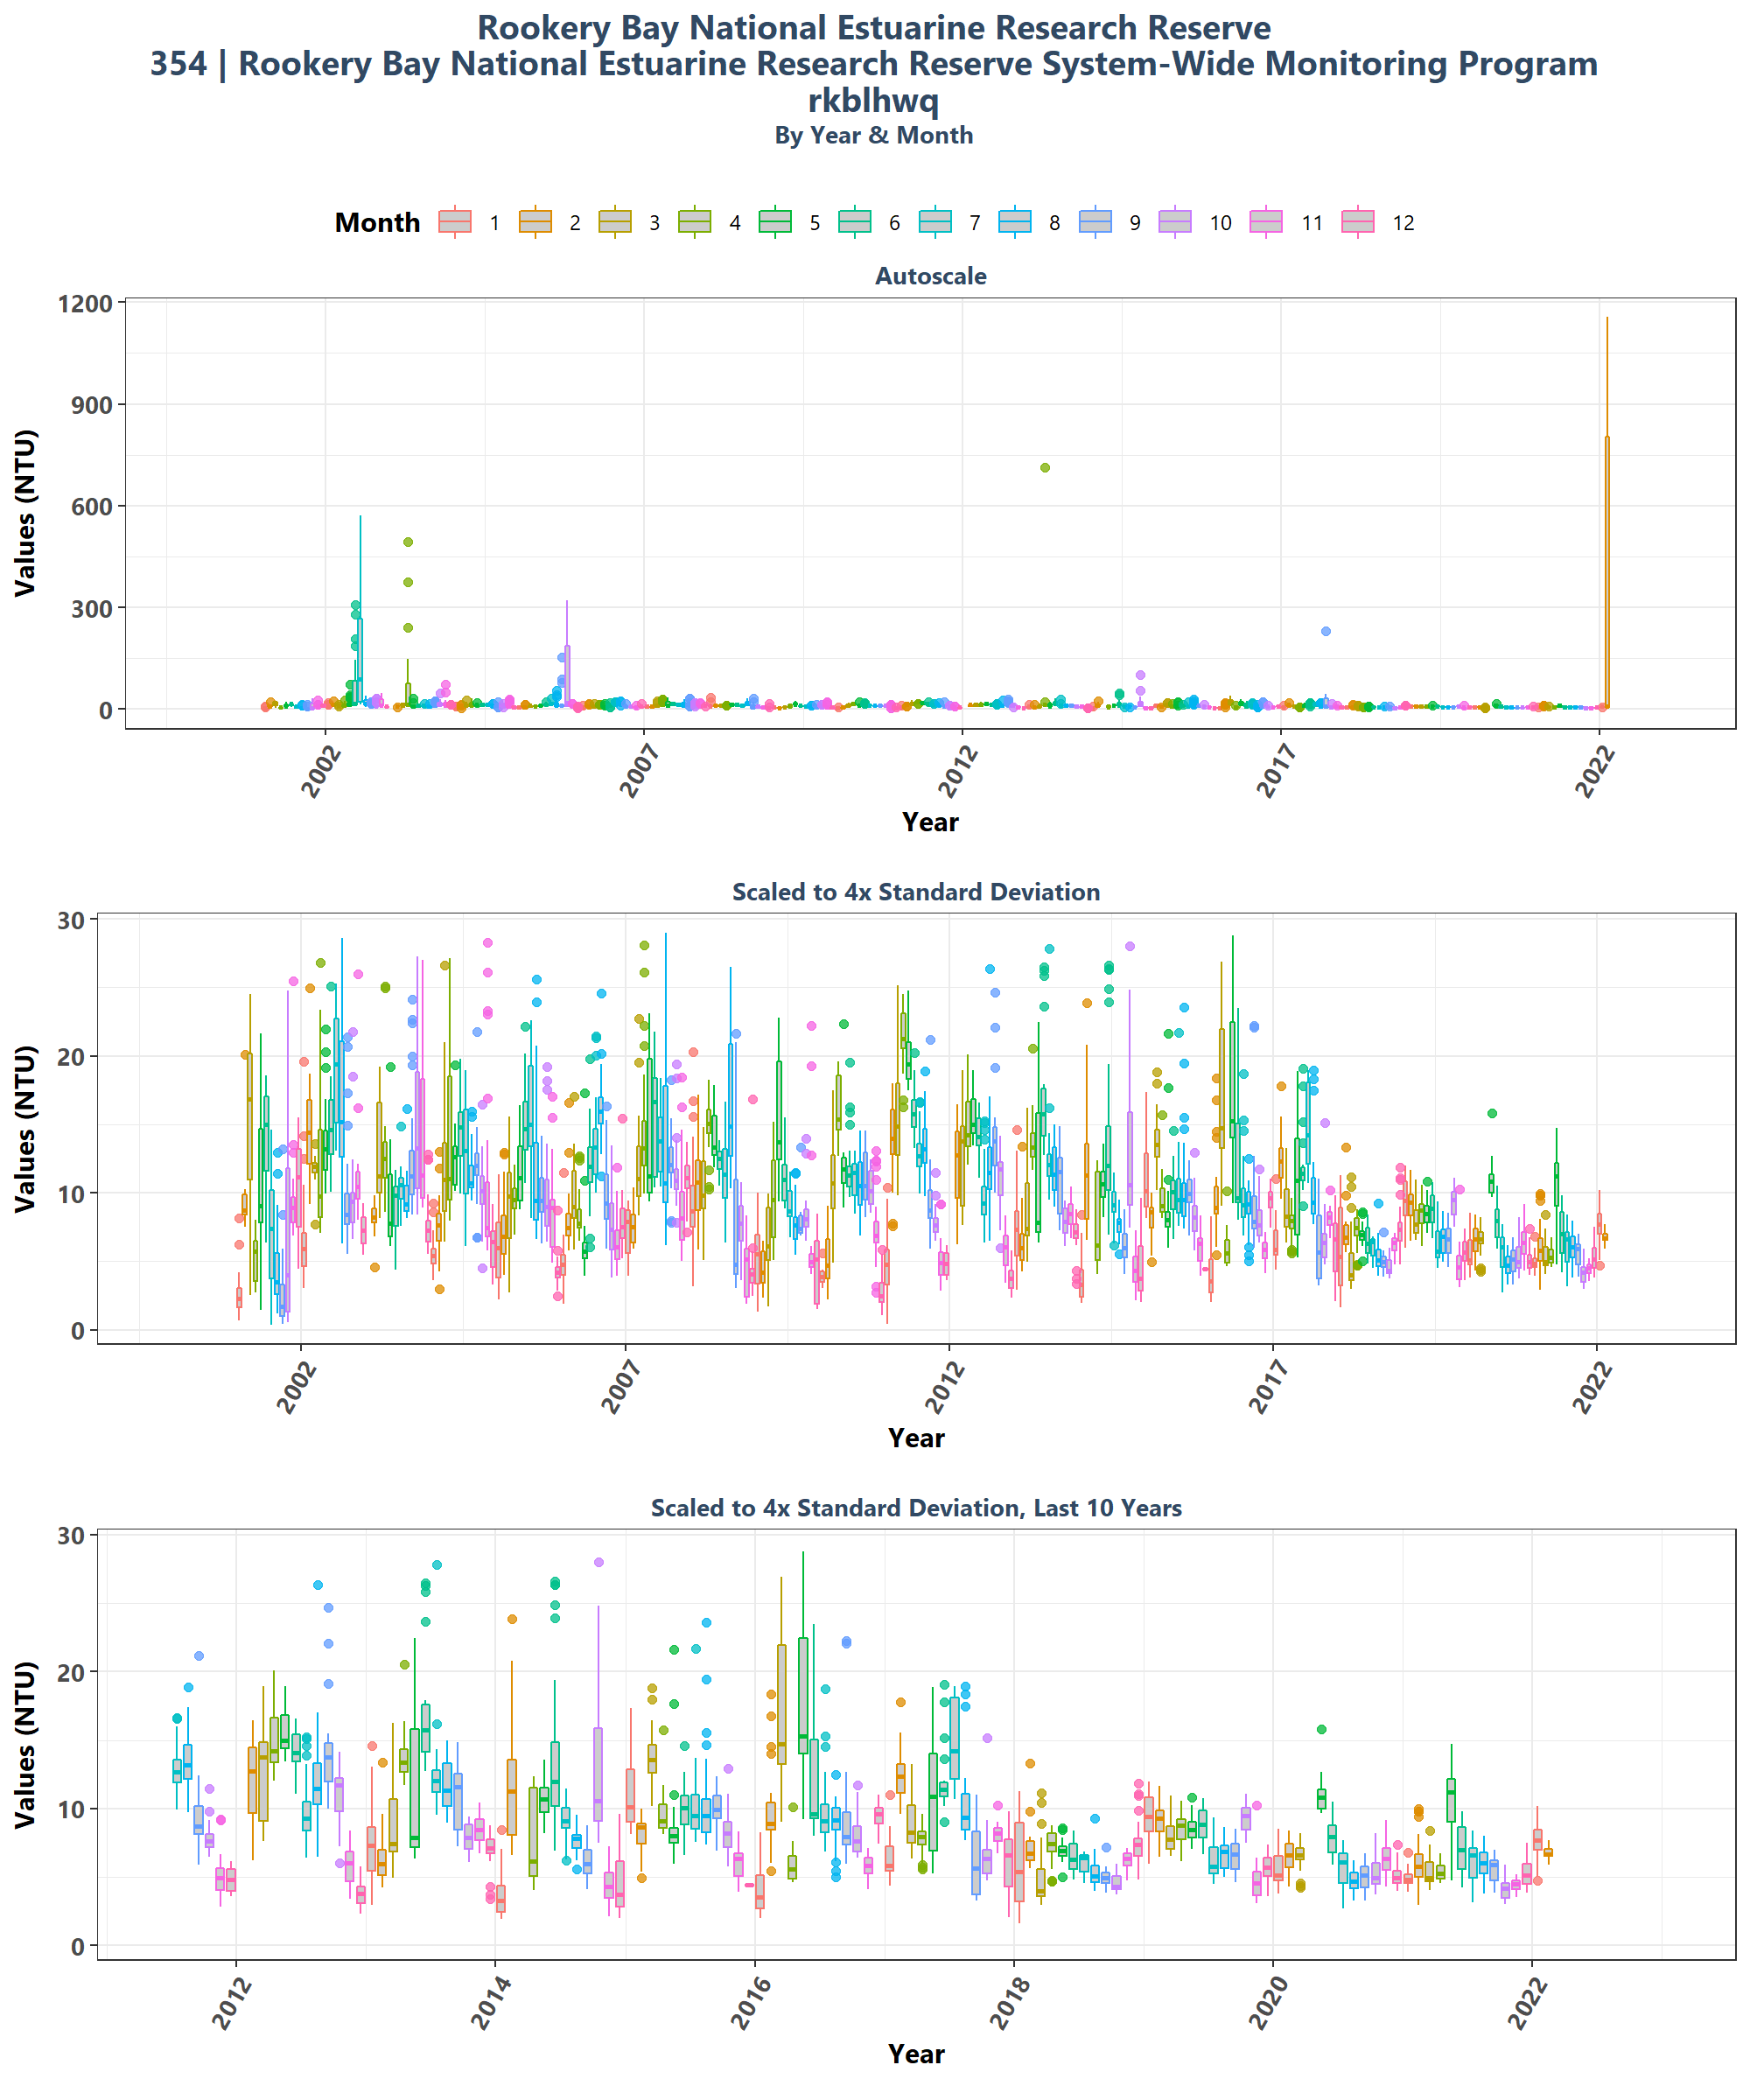 Rookery Bay National Estuarine Research Reserve
354 | Rookery Bay National Estuarine Research Reserve System-Wide Monitoring Program
rkblhwq
By Year & Month
Month 1 2 3 4 5 6 7 8 9 10 11 12
Autoscale
1200
900
600
300
0
Values (NTU)
2002 2007 2012 2017 2022
Year
Scaled to 4x Standard Deviation
30
20
10
0
Values (NTU)
2002 2007 2012 2017 2022
Year
Scaled to 4x Standard Deviation, Last 10 Years
30
20
10
0
Values (NTU)
2012 2014 2016 2018 2020 2022
Year